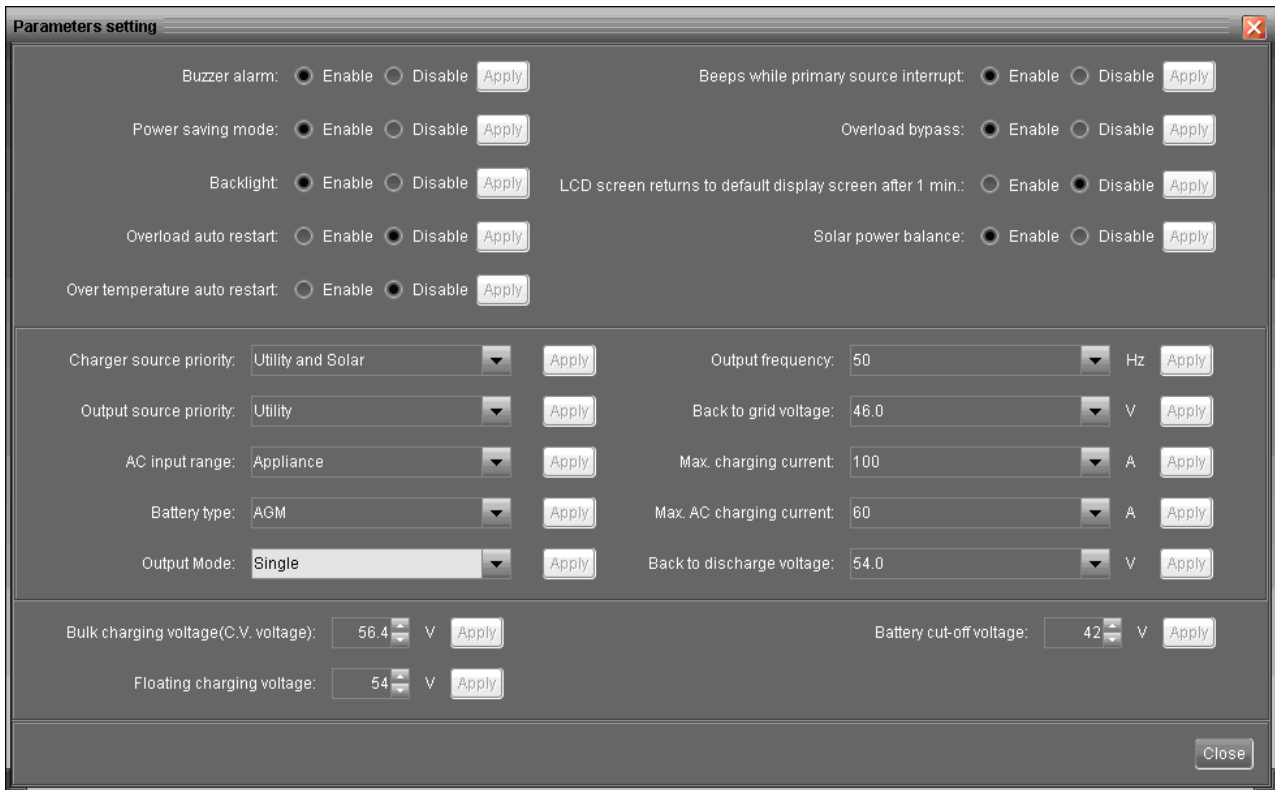 Parameters setting
Buzzer alarm: Enable Disable Apply Beeps while primary source interrupt: Enable Disable Apply
Power saving mode: Enable Disable Apply Overload bypass: Enable Disable Apply
Backlight: Enable Disable Apply LCD screen returns to default display screen after 1 min.: Enable Disable Apply
Overload auto restart: Enable Disable Apply Solar power balance: Enable Disable Apply
Over temperature auto restart: Enable Disable Apply
Charger source priority: Utility and Solar Apply Output frequency: 50 Hz Apply
Output source priority: Utility Apply Back to grid voltage: 46.0 V Apply
AC input range: Appliance Apply Max. charging current: 100 A Apply
Battery type: AGM Apply Max. AC charging current: 60 A Apply
Output Mode: Single Apply Back to discharge voltage: 54.0 V Apply
Bulk charging voltage(C.V. voltage): 56.4 V Apply Battery cut-off voltage: 42 V Apply
Floating charging voltage: 54 V Apply
Close